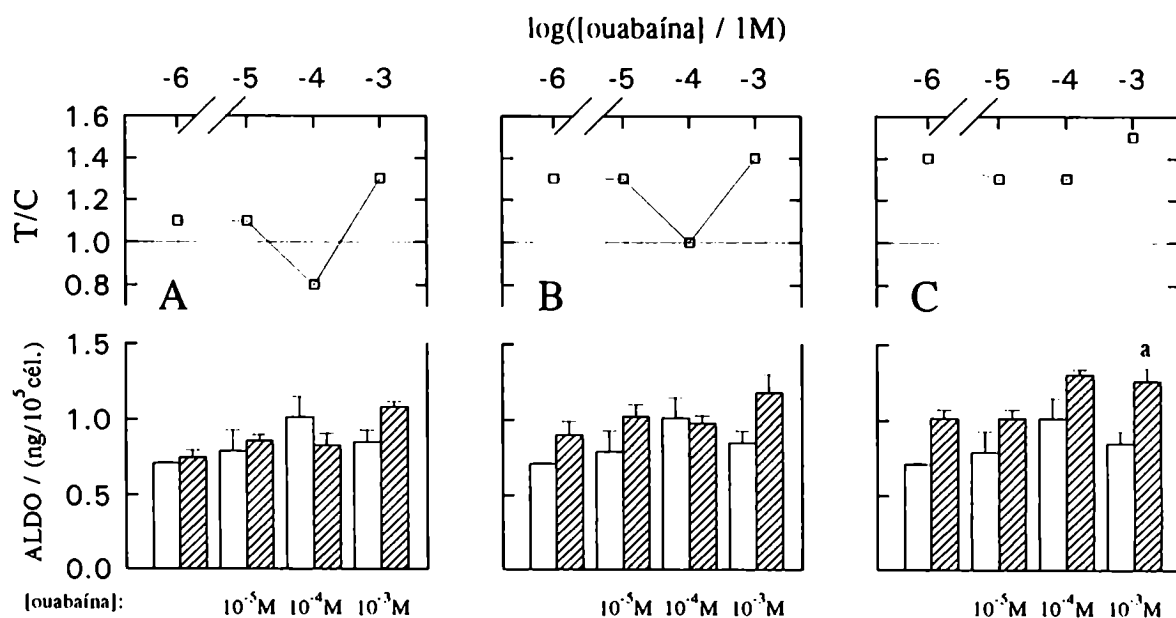 log([ouabaína] / 1M)
-6 -5 -4 -3 -6 -5 -4 -3 -6 -5 -4 -3
1.6
1.4
1.2
1.0
0.8
T/C
A B C
1.5
1.0
0.5
0.0
ALDO / (ng/10⁵cél.)
a
[ouabaína]: 10⁻⁵M 10⁻⁴M 10⁻³M 10⁻⁵M 10⁻⁴M 10⁻³M 10⁻⁵M 10⁻⁴M 10⁻³M